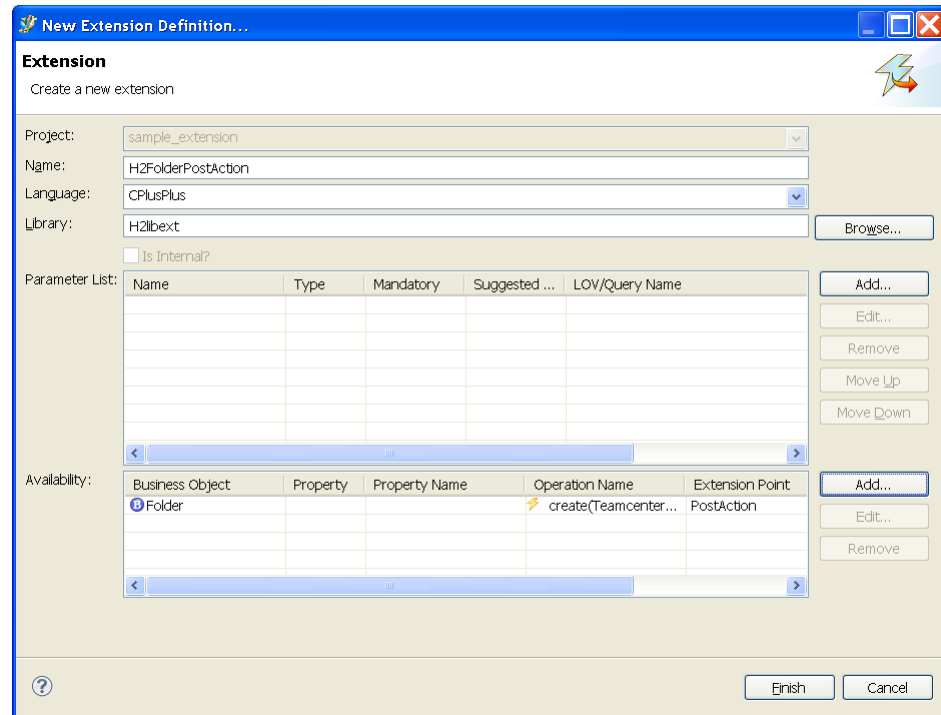 New Extension Definition...
Extension
Create a new extension
Project: sample_extension
Name: H2FolderPostAction
Language: CPlusPlus
Library: H2libext Browse...
Is Internal?
Parameter List: Name Type Mandatory Suggested ... LOV/Query Name Add...
Edit...
Remove
Move Up
Move Down
Availability: Business Object Property Property Name Operation Name Extension Point Add...
Folder create(Teamcenter... PostAction
Edit...
Remove
Finish Cancel